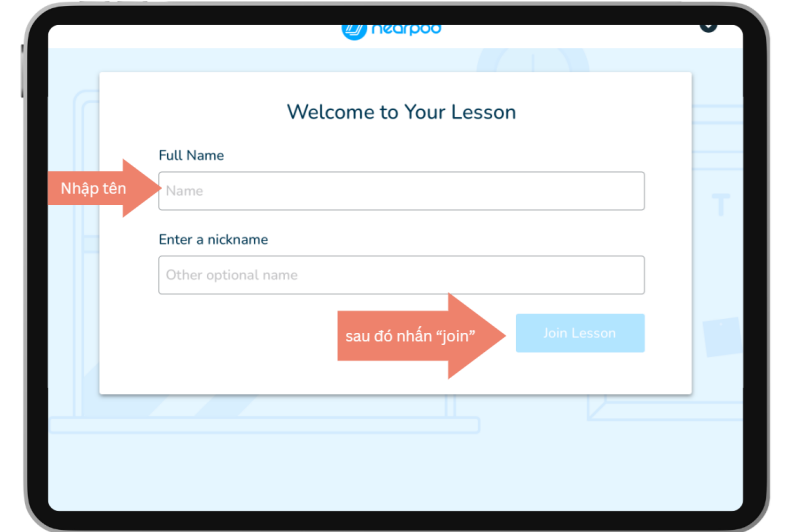 nearpod
Welcome to Your Lesson
Full Name
Nhập tên
Name
Enter a nickname
Other optional name
sau đó nhấn “join”
Join Lesson
T